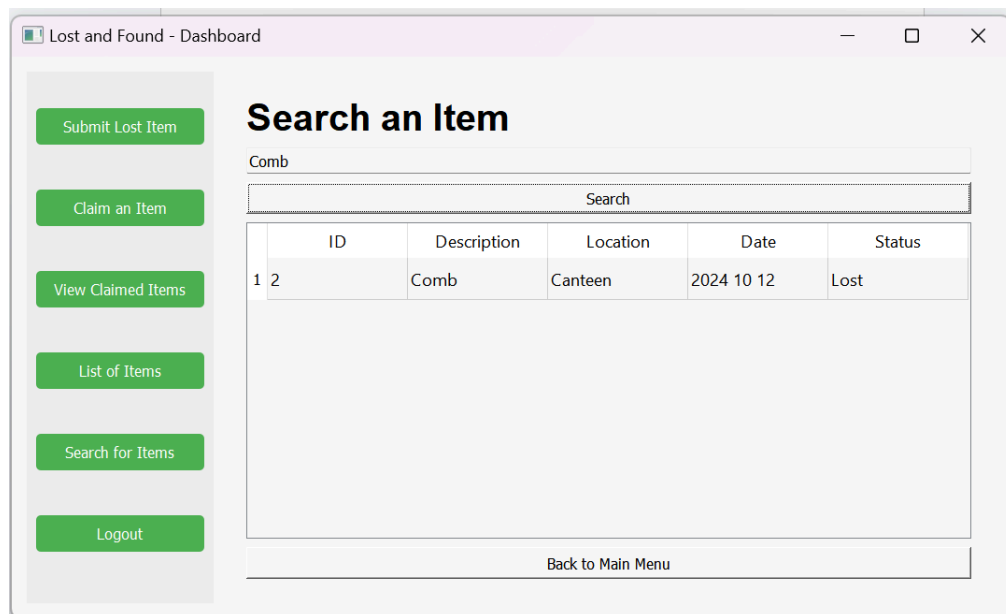 Lost and Found - Dashboard
Submit Lost Item
Claim an Item
View Claimed Items
List of Items
Search for Items
Logout
Search an Item
Comb
Search
ID Description Location Date Status
1 2 Comb Canteen 2024 10 12 Lost
Back to Main Menu